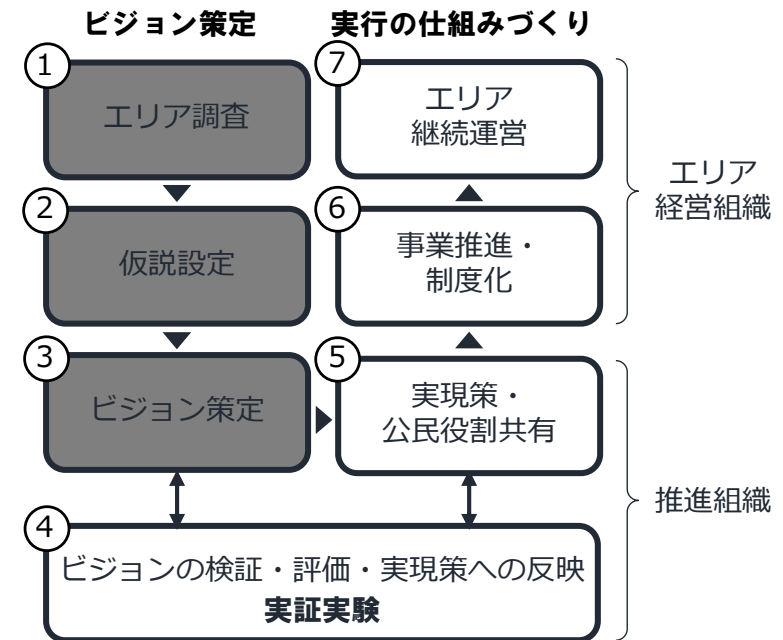 ビジョン策定
実行の仕組みづくり
1
エリア調査
2
仮説設定
3
ビジョン策定
4
ビジョンの検証・評価・実現策への反映
実証実験
5
実現策・
公民役割共有
6
事業推進・
制度化
7
エリア
継続運営
エリア
経営組織
推進組織